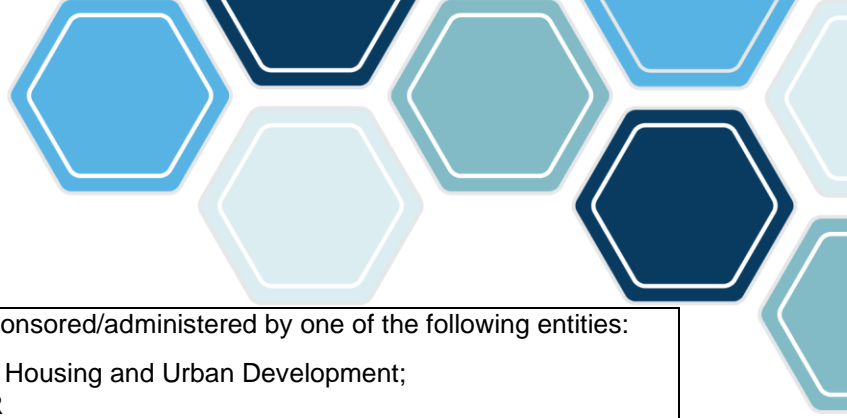 onsored/administered by one of the following entities:
Housing and Urban Development;